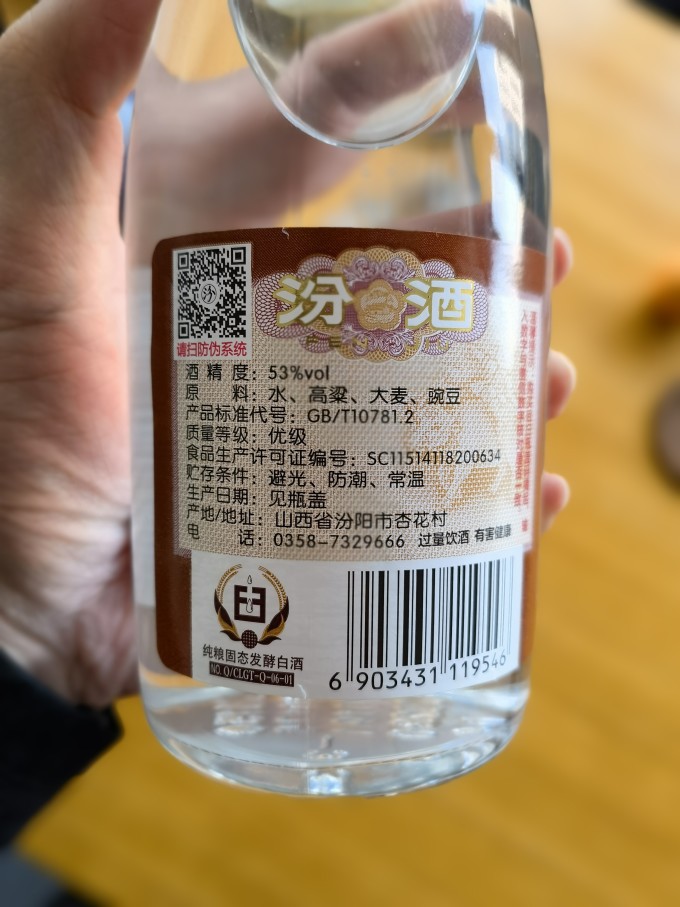 汾酒
请扫防伪系统
酒精度：53%vol
原料：水、高粱、大麦、豌豆
产品标准代号：GB/T10781.2
质量等级：优级
食品生产许可证编号：SC11514118200634
贮存条件：避光、防潮、常温
生产日期：见瓶盖
产地/地址：山西省汾阳市杏花村
电话：0358-7329666 过量饮酒 有害健康
纯粮固态发酵白酒
NO. Q/CLGT-Q-06-01
6 903431 119546